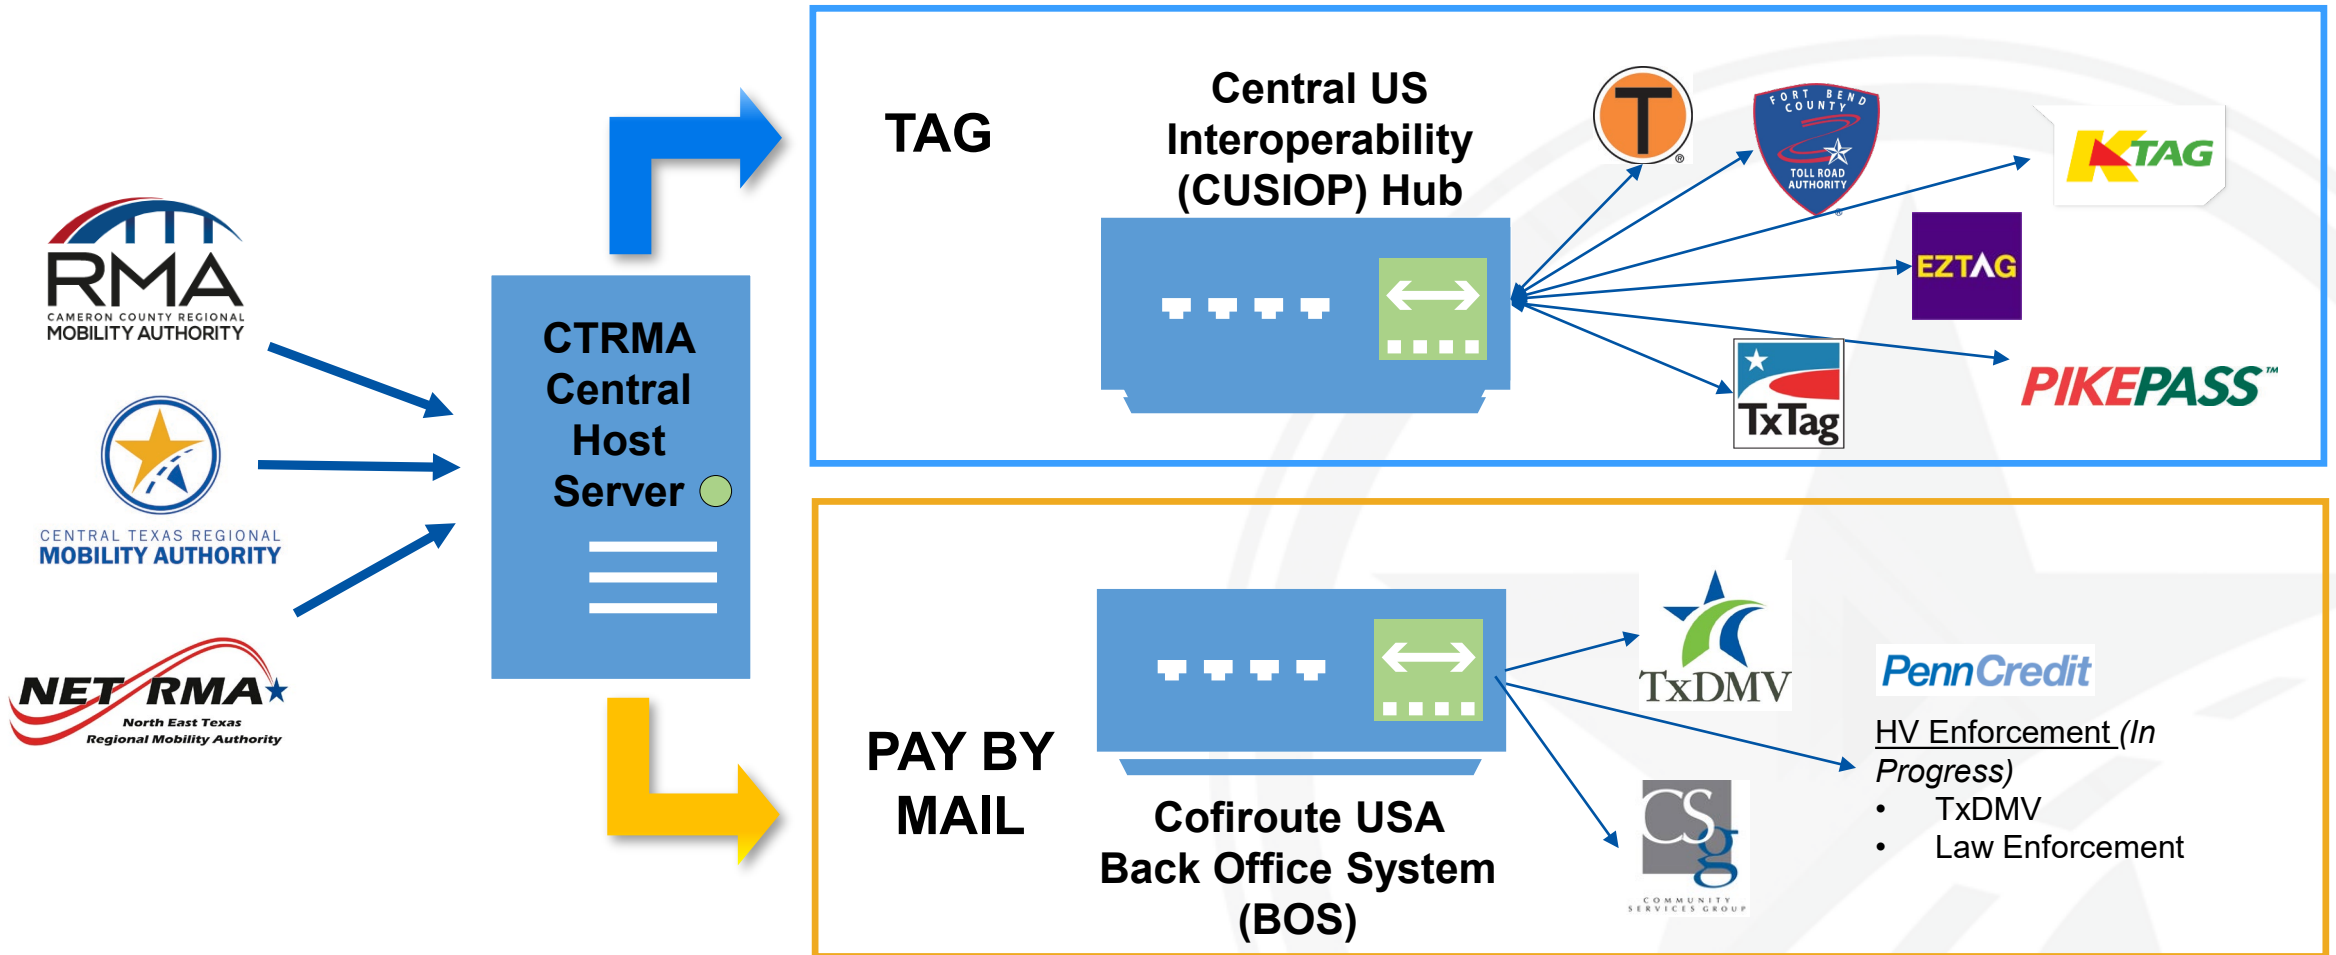 RMA
CAMERON COUNTY REGIONAL
MOBILITY AUTHORITY
CENTRAL TEXAS REGIONAL
MOBILITY AUTHORITY
NET RMA
North East Texas
Regional Mobility Authority
CTRMA
Central
Host
Server
TAG
Central US
Interoperability
(CUSIOP) Hub
T
®
FORT BEND
COUNTY
TOLL ROAD
AUTHORITY
®
KTAG
EZTAG
TxTag
PIKEPASS™
PAY BY
MAIL
Cofiroute USA
Back Office System
(BOS)
TxDMV
CSg
COMMUNITY
SERVICES GROUP
PennCredit
HV Enforcement (In
Progress)
• TxDMV
• Law Enforcement